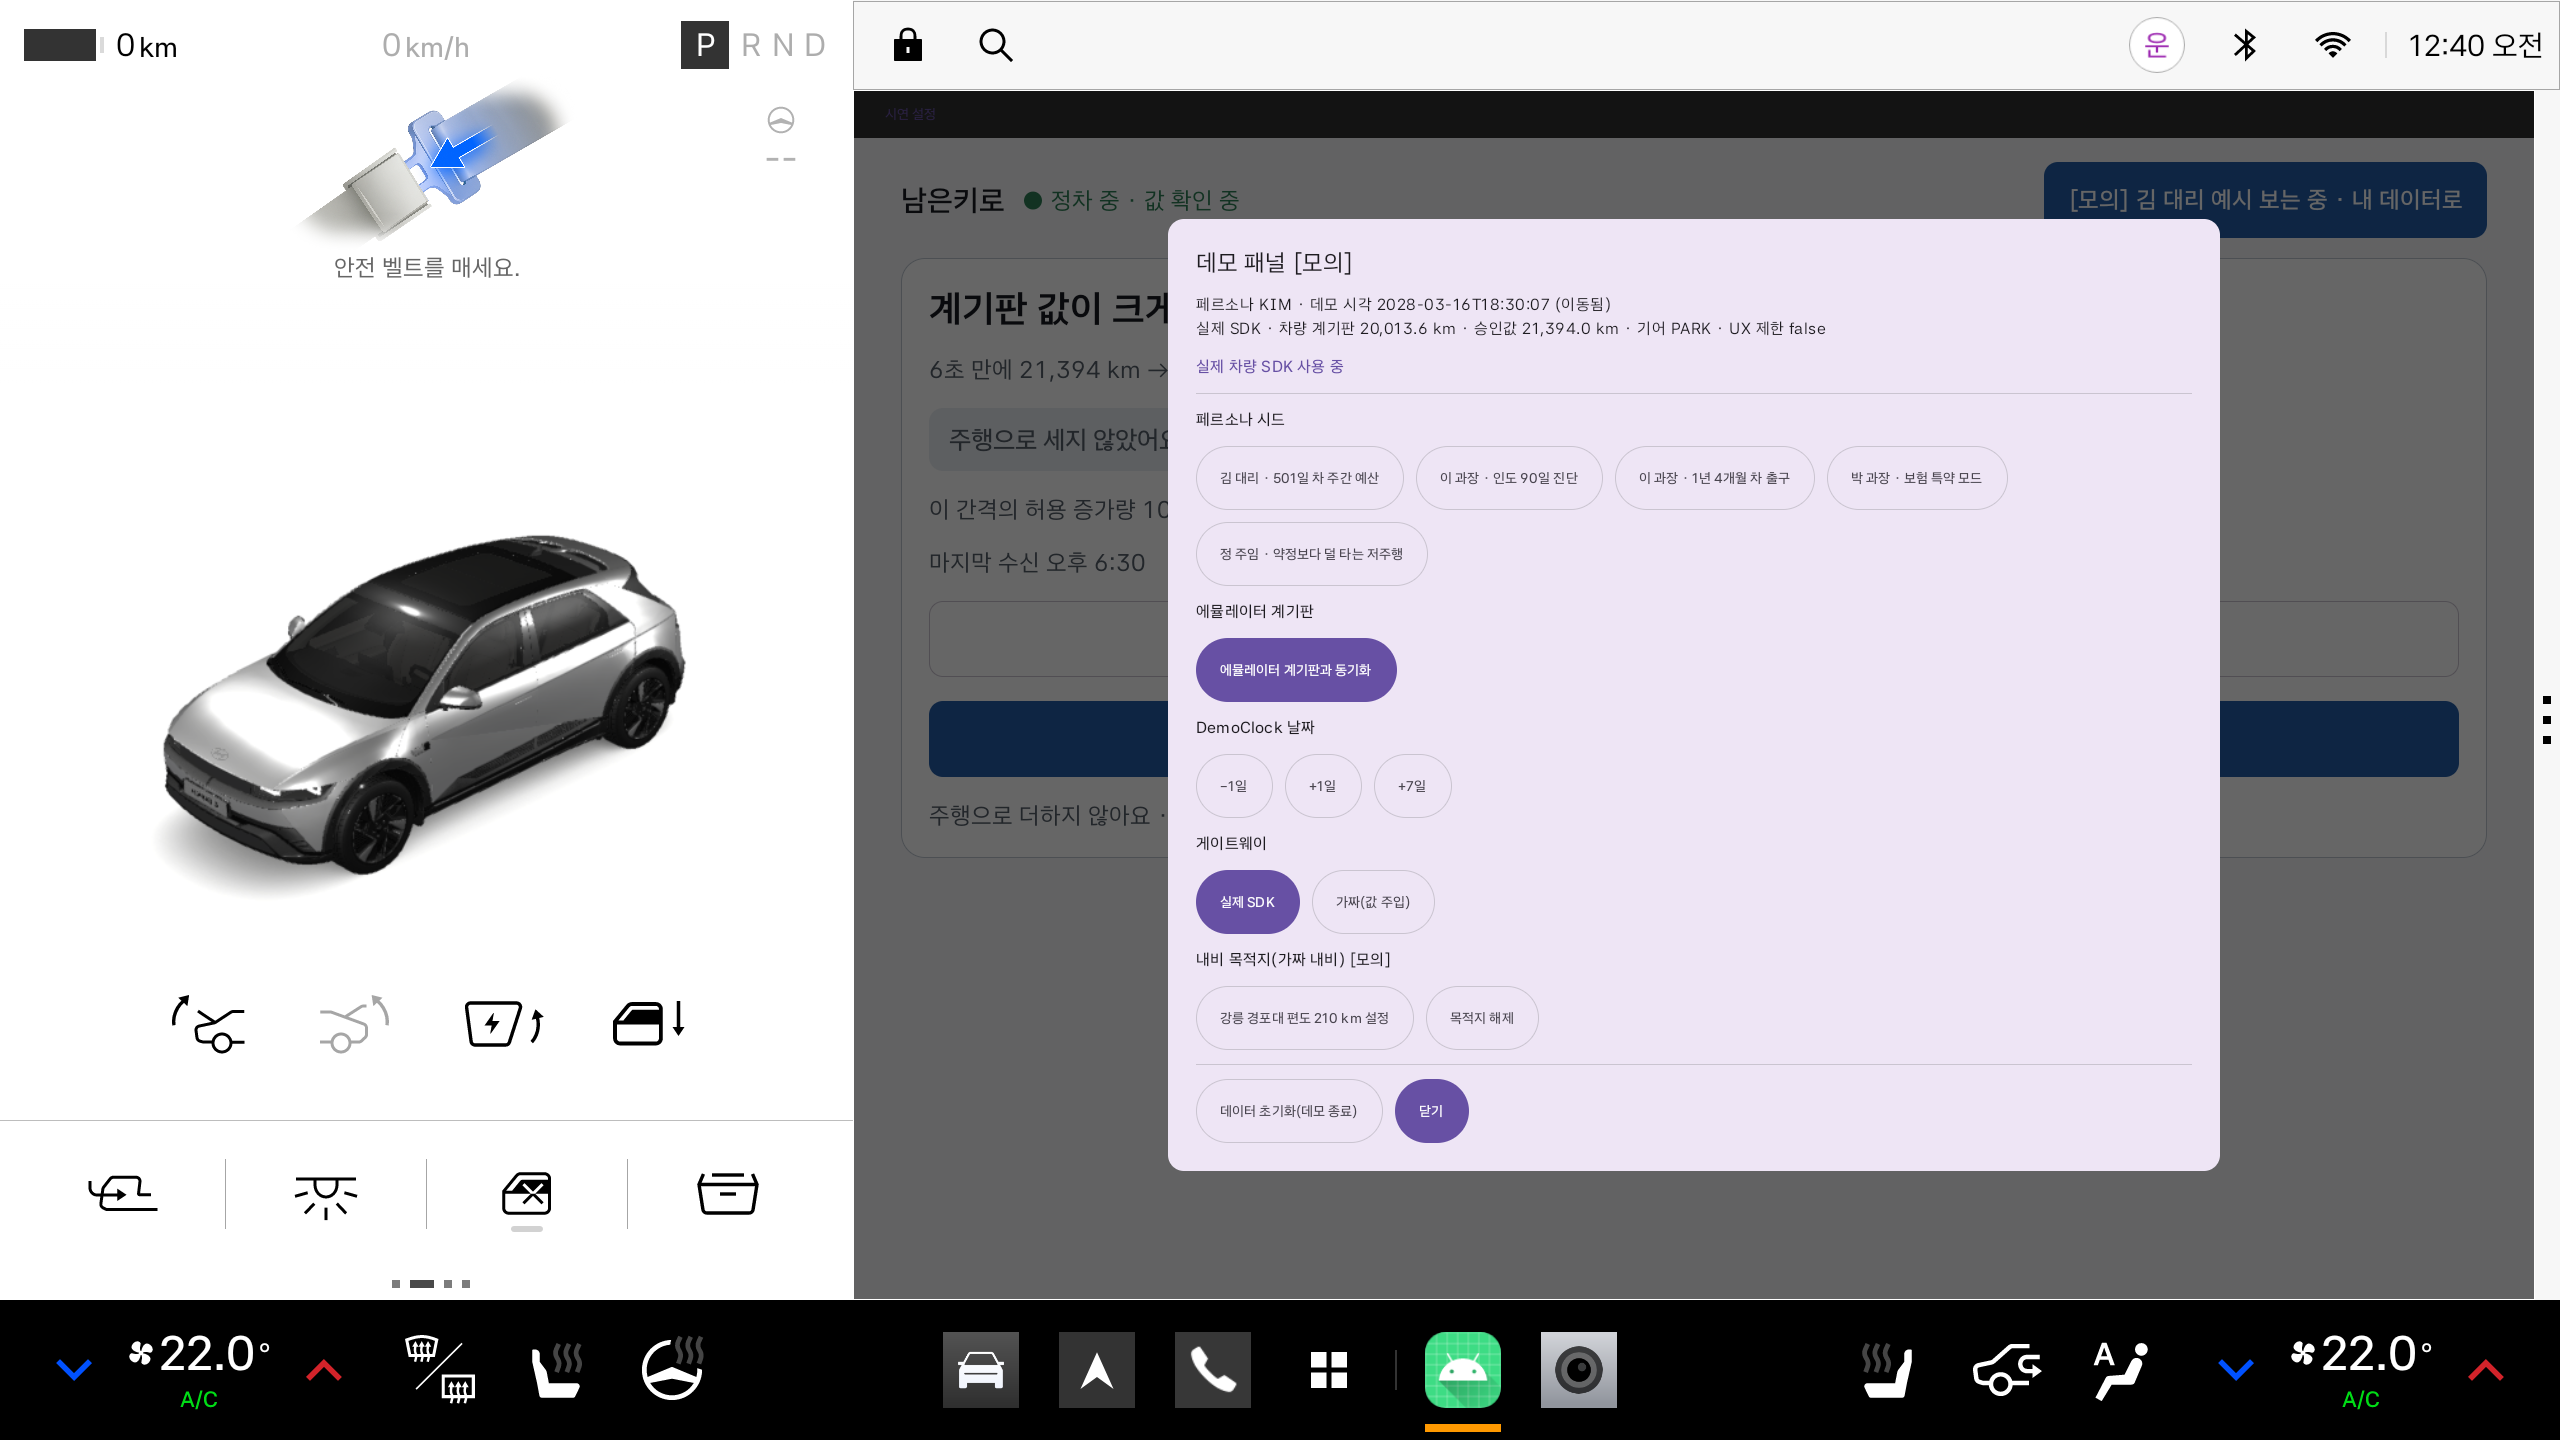 0 km
0 km/h
P R N D
12:40 오전
운
안전 벨트를 매세요.
시연 설정
남은키로
정차 중 · 값 확인 중
[모의] 김 대리 예시 보는 중 · 내 데이터로
계기판 값이 크게
6초 만에 21,394 km →
주행으로 세지 않았어요
이 간격의 허용 증가량 10
마지막 수신 오후 6:30
주행으로 더하지 않아요 ·
데모 패널 [모의]
페르소나 KIM · 데모 시각 2028-03-16T18:30:07 (이동됨)
실제 SDK · 차량 계기판 20,013.6 km · 승인값 21,394.0 km · 기어 PARK · UX 제한 false
실제 차량 SDK 사용 중
페르소나 시드
김 대리 · 501일 차 주간 예산
이 과장 · 인도 90일 진단
이 과장 · 1년 4개월 차 출구
박 과장 · 보험 특약 모드
정 주임 · 약정보다 덜 타는 저주행
에뮬레이터 계기판
에뮬레이터 계기판과 동기화
DemoClock 날짜
−1일
+1일
+7일
게이트웨이
실제 SDK
가짜(값 주입)
내비 목적지(가짜 내비) [모의]
강릉 경포대 편도 210 km 설정
목적지 해제
데이터 초기화(데모 종료)
닫기
22.0°
A/C
A
22.0°
A/C